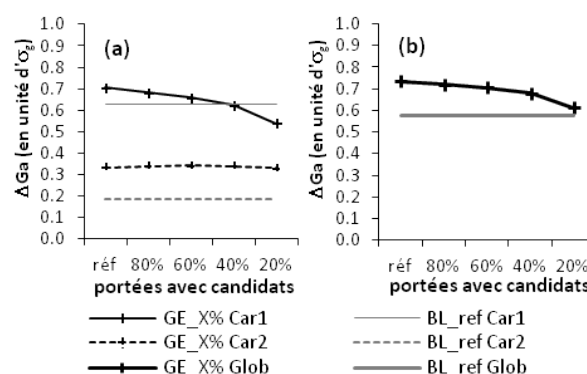 (a)
ΔGa (en unité d'σg)
1.0
0.9
0.8
0.7
0.6
0.5
0.4
0.3
0.2
0.1
0.0
réf 80% 60% 40% 20%
portées avec candidats
(b)
ΔGa (en unité d'σg)
1.0
0.9
0.8
0.7
0.6
0.5
0.4
0.3
0.2
0.1
0.0
réf 80% 60% 40% 20%
portées avec candidats
GE_X% Car1
BL_ref Car1
GE_X% Car2
BL_ref Car2
GE_X% Glob
BL_ref Glob